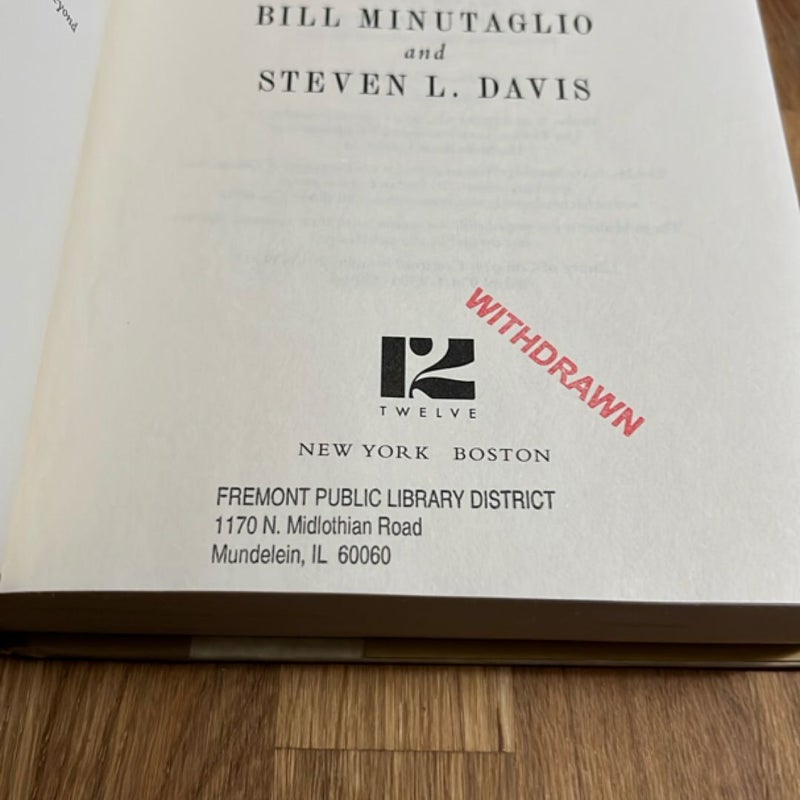 BILL MINUTAGLIO
and
STEVEN L. DAVIS
WITHDRAWN
12
TWELVE
NEW YORK BOSTON
FREMONT PUBLIC LIBRARY DISTRICT
1170 N. Midlothian Road
Mundelein, IL 60060